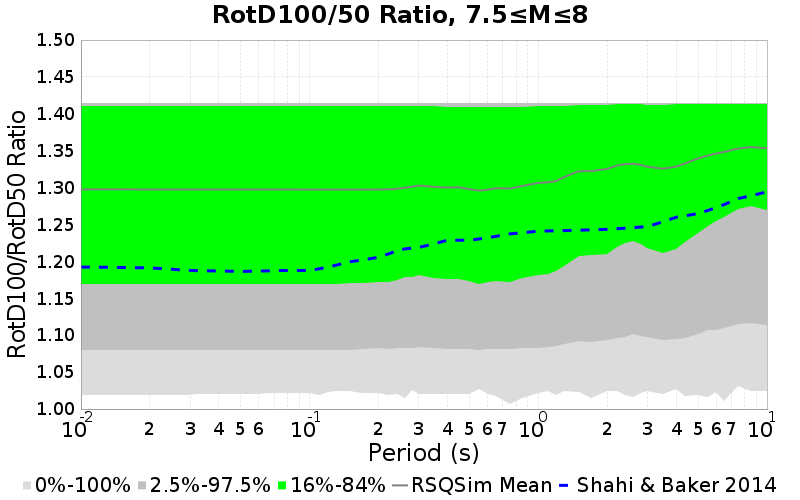 RotD100/50 Ratio, 7.5≤M≤8
RotD100/RotD50 Ratio
1.50
1.45
1.40
1.35
1.30
1.25
1.20
1.15
1.10
1.05
1.00
10^-2 2 3 4 5 6 10^-1 2 3 4 5 6 7 10^0 2 3 4 5 6 7 10^1
Period (s)
0%-100% 2.5%-97.5% 16%-84% RSQSim Mean Shahi & Baker 2014